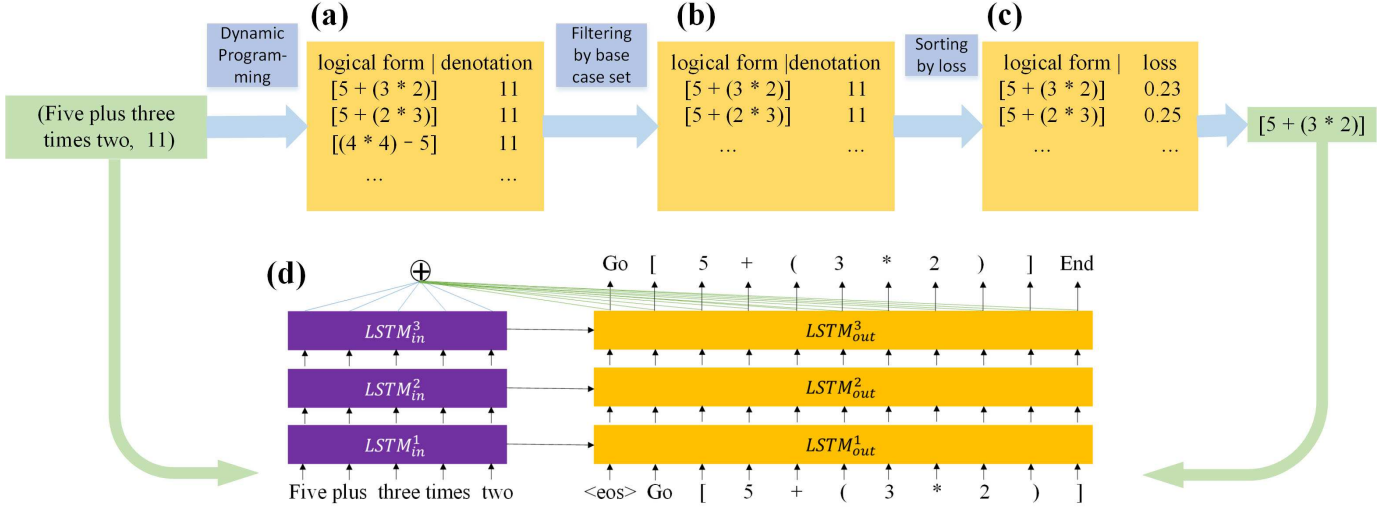 (a)
(b)
(c)
Dynamic
Program-
ming
Filtering
by base
case set
Sorting
by loss
(Five plus three
times two, 11)
logical form | denotation
[5 + (3 * 2)] 11
[5 + (2 * 3)] 11
[(4 * 4) − 5] 11
... ...
logical form |denotation
[5 + (3 * 2)] 11
[5 + (2 * 3)] 11
... ...
logical form | loss
[5 + (3 * 2)] 0.23
[5 + (2 * 3)] 0.25
... ...
[5 + (3 * 2)]
(d)
Go [ 5 + ( 3 * 2 ) ] End
LSTM³in LSTM³out
LSTM²in LSTM²out
LSTM¹in LSTM¹out
Five plus three times two
<eos> Go [ 5 + ( 3 * 2 ) ]